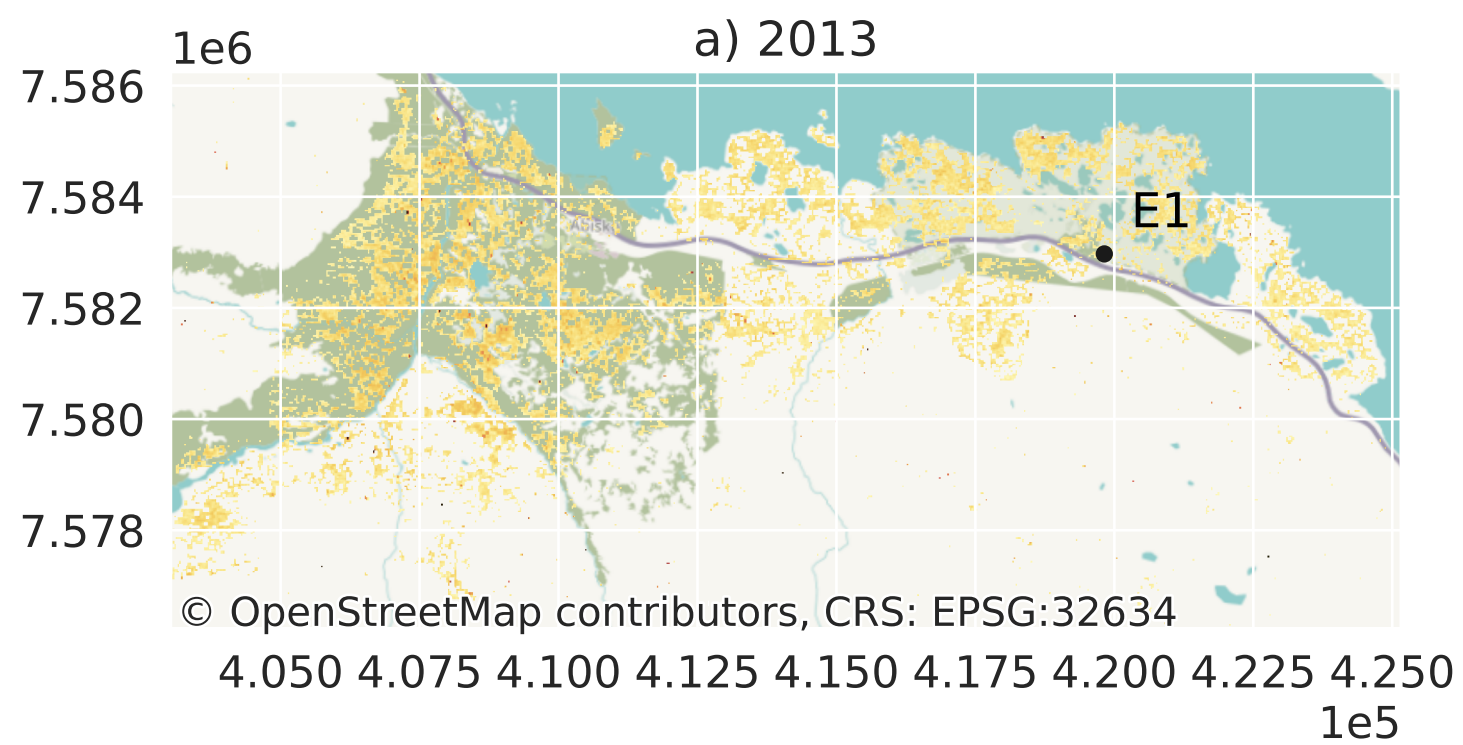 a) 2013
1e6
7.586
7.584
7.582
7.580
7.578
E1
Abisk
© OpenStreetMap contributors, CRS: EPSG:32634
4.050 4.075 4.100 4.125 4.150 4.175 4.200 4.225 4.250
1e5